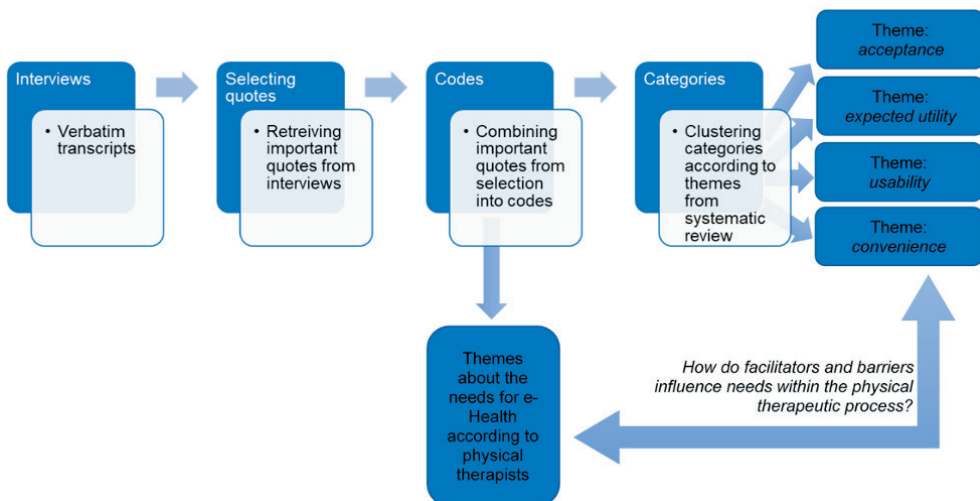 Interviews
• Verbatim
transcripts
Selecting
quotes
• Retreiving
important
quotes from
interviews
Codes
• Combining
important
quotes from
selection
into codes
Categories
• Clustering
categories
according to
themes
from
systematic
review
Theme:
acceptance
Theme:
expected utility
Theme:
usability
Theme:
convenience
Themes
about the
needs for e-
Health
according to
physical
therapists
How do facilitators and barriers
influence needs within the physical
therapeutic process?